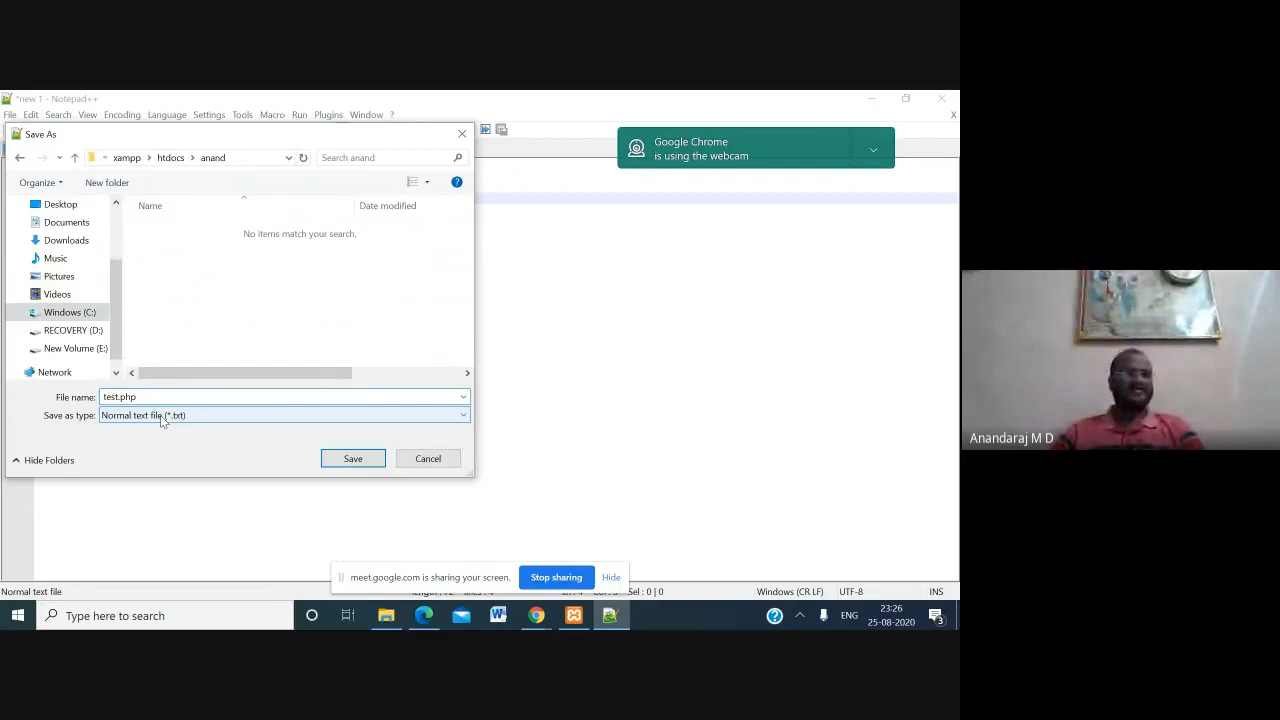 *new 1 - Notepad++
File Edit Search View Encoding Language Settings Tools Macro Run Plugins Window ? X
Save As
xampp htdocs anand
Search anand
Organize New folder
Name Date modified
No items match your search.
Desktop
Documents
Downloads
Music
Pictures
Videos
Windows (C:)
RECOVERY (D:)
New Volume (E:)
Network
File name: test.php
Save as type: Normal text file (*.txt)
Hide Folders
Save Cancel
Google Chrome
is using the webcam
Anandaraj M D
meet.google.com is sharing your screen. Stop sharing Hide
Normal text file
Sel : 0 | 0 Windows (CR LF) UTF-8 INS
Type here to search
ENG
23:26
25-08-2020
3